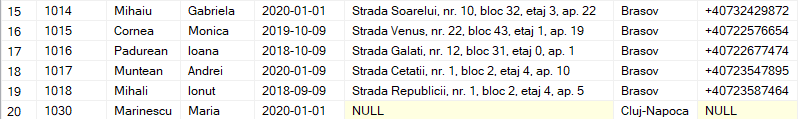 15 1014 Mihaiu Gabriela 2020-01-01 Strada Soarelui, nr. 10, bloc 32, etaj 3, ap. 22 Brasov +40732429872
16 1015 Cornea Monica 2019-10-09 Strada Venus, nr. 22, bloc 43, etaj 1, ap. 19 Brasov +40722576654
17 1016 Padurean Ioana 2018-10-09 Strada Galati, nr. 12, bloc 31, etaj 0, ap. 1 Brasov +40722677474
18 1017 Muntean Andrei 2020-01-09 Strada Cetatii, nr. 1, bloc 2, etaj 4, ap. 10 Brasov +40723547895
19 1018 Mihali Ionut 2018-09-09 Strada Republicii, nr. 1, bloc 2, etaj 4, ap. 5 Brasov +40723587464
20 1030 Marinescu Maria 2020-01-01 NULL Cluj-Napoca NULL